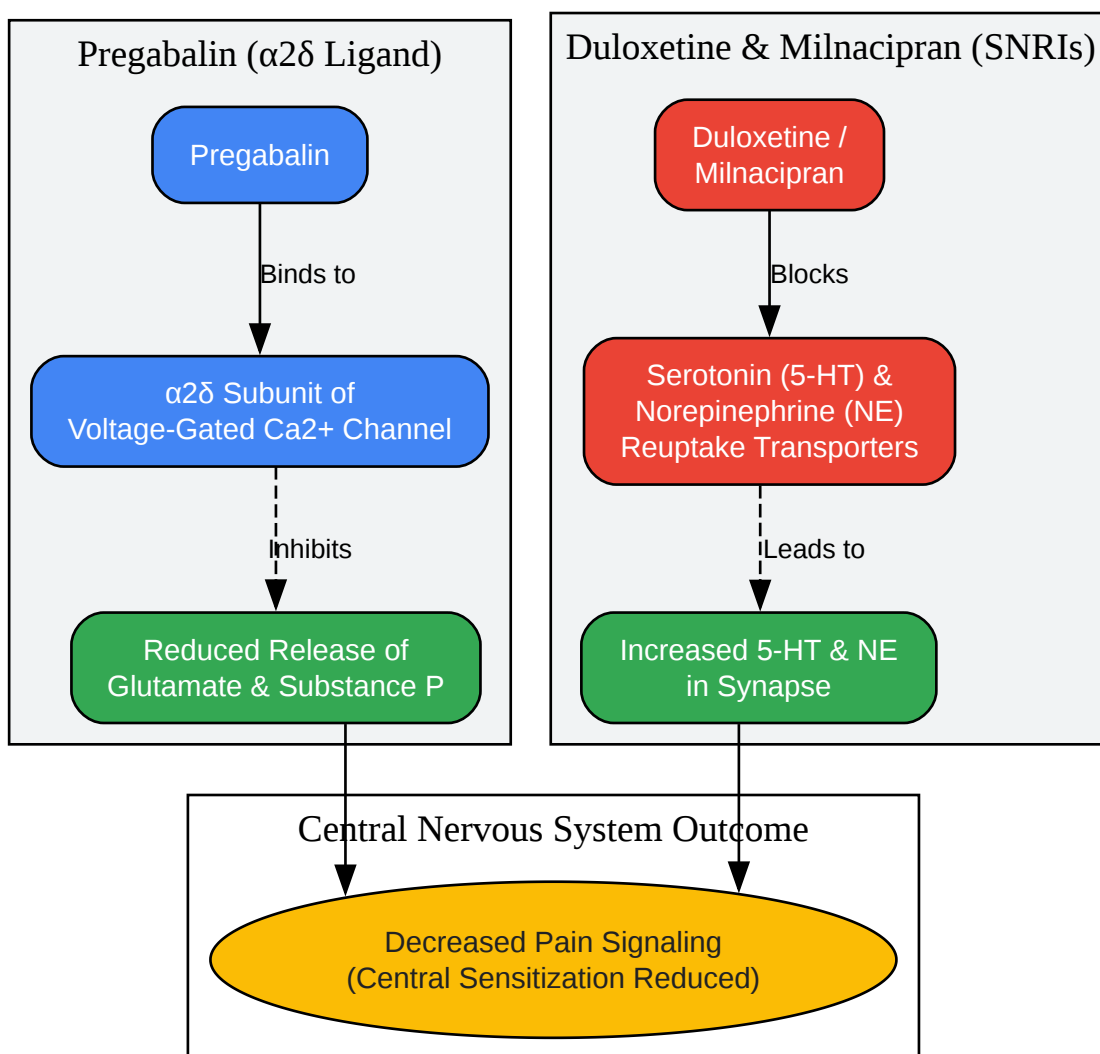 Pregabalin (α2δ Ligand)
Pregabalin
Binds to
α2δ Subunit of
Voltage-Gated Ca2+ Channel
Inhibits
Reduced Release of
Glutamate & Substance P
Duloxetine & Milnacipran (SNRIs)
Duloxetine /
Milnacipran
Blocks
Serotonin (5-HT) &
Norepinephrine (NE)
Reuptake Transporters
Leads to
Increased 5-HT & NE
in Synapse
Central Nervous System Outcome
Decreased Pain Signaling
(Central Sensitization Reduced)